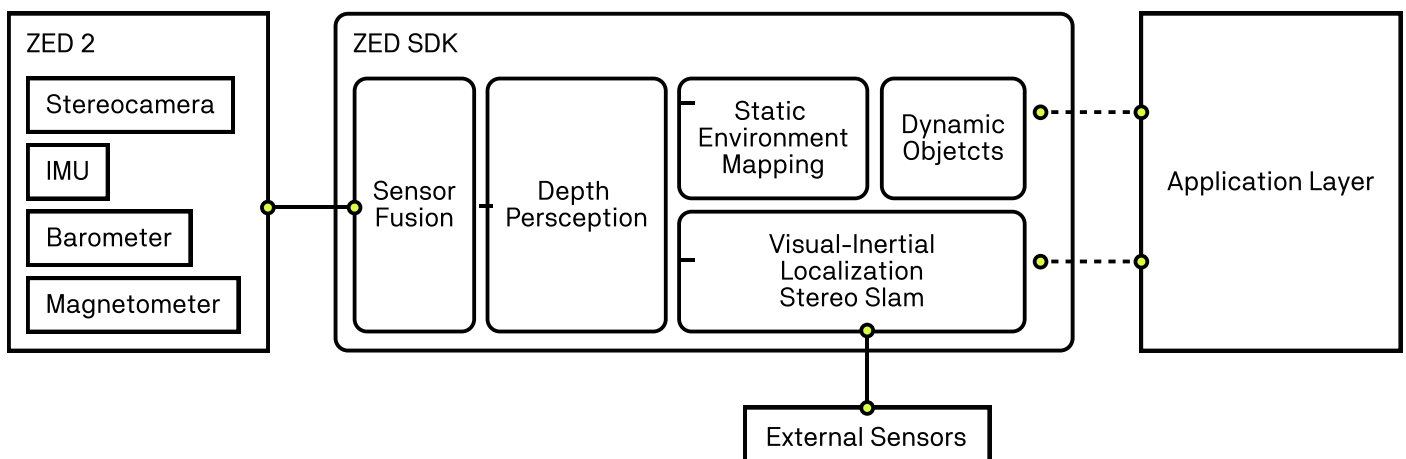 ZED 2
Stereocamera
IMU
Barometer
Magnetometer
ZED SDK
Sensor
Fusion
Depth
Persception
Static
Environment
Mapping
Dynamic
Objetcts
Visual-Inertial
Localization
Stereo Slam
External Sensors
Application Layer